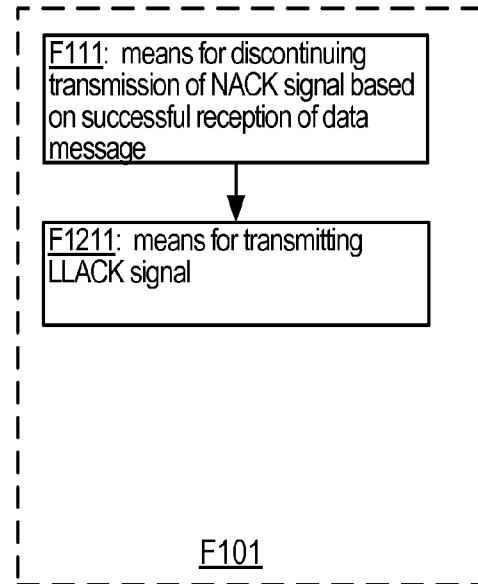 F111: means for discontinuing
transmission of NACK signal based
on successful reception of data
message
F1211: means for transmitting
LLACK signal
F101